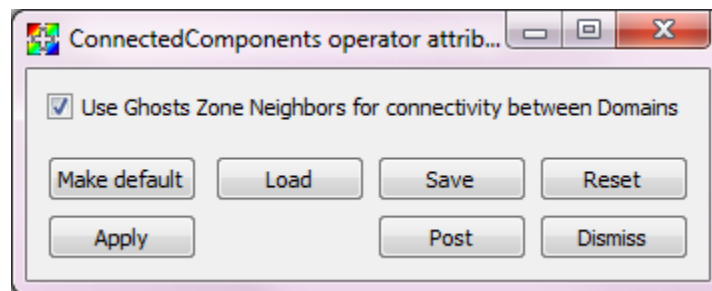 ConnectedComponents operator attrib...
Use Ghosts Zone Neighbors for connectivity between Domains
Make default Load Save Reset
Apply Post Dismiss